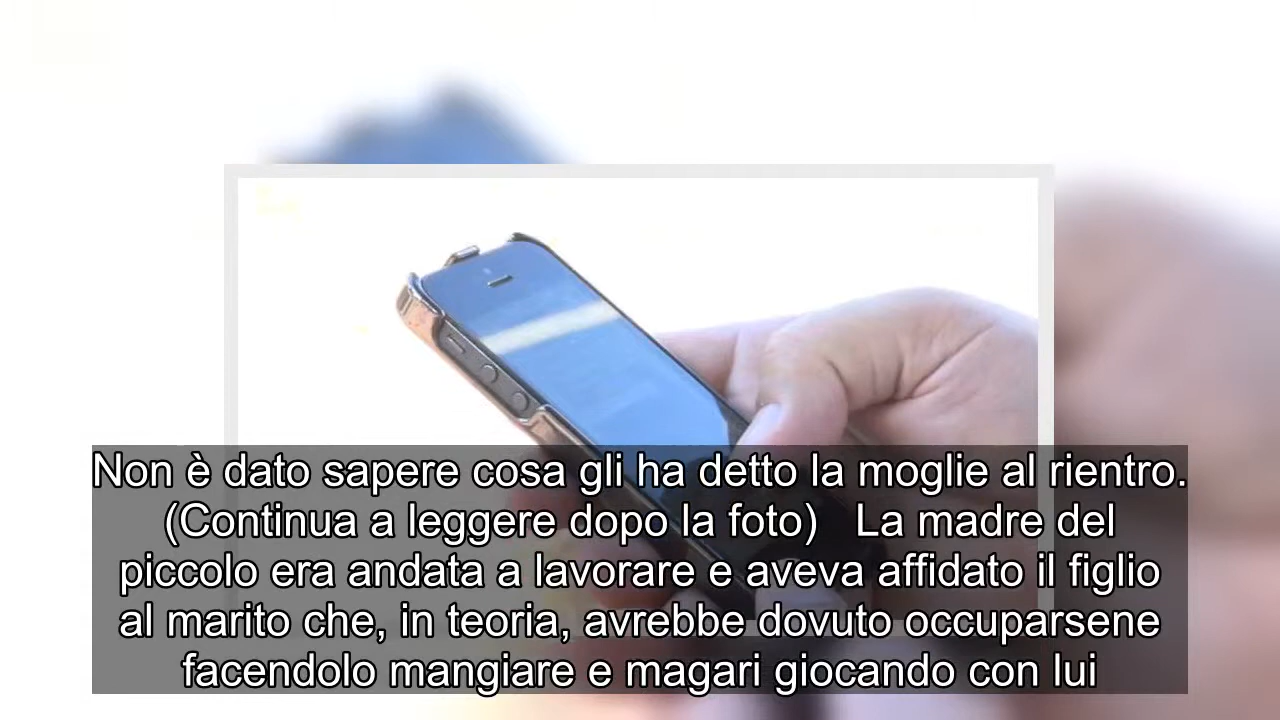 Non è dato sapere cosa gli ha detto la moglie al rientro.
(Continua a leggere dopo la foto)   La madre del
piccolo era andata a lavorare e aveva affidato il figlio
al marito che, in teoria, avrebbe dovuto occuparsene
facendolo mangiare e magari giocando con lui